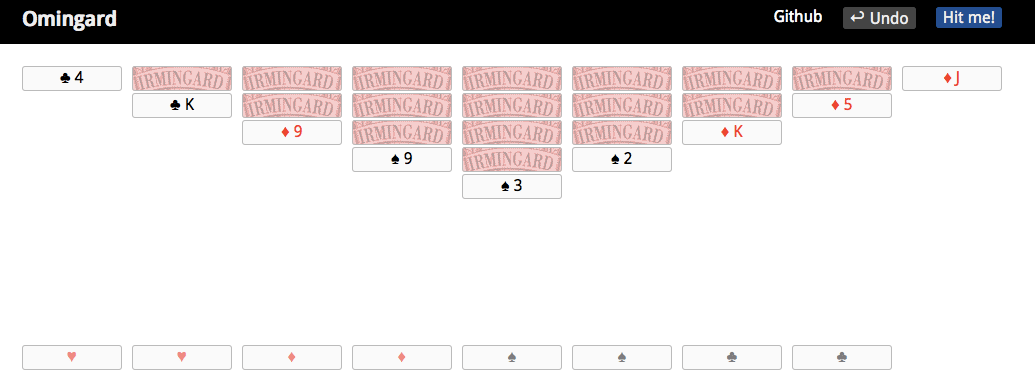 Omingard Github ↩ Undo Hit me!
♣ 4 IRMINGARD IRMINGARD IRMINGARD IRMINGARD IRMINGARD IRMINGARD IRMINGARD ♦ J
♣ K IRMINGARD IRMINGARD IRMINGARD IRMINGARD IRMINGARD ♦ 5
♦ 9 IRMINGARD IRMINGARD IRMINGARD ♦ K
♠ 9 IRMINGARD ♠ 2
♠ 3
♥ ♥ ♦ ♦ ♠ ♠ ♣ ♣